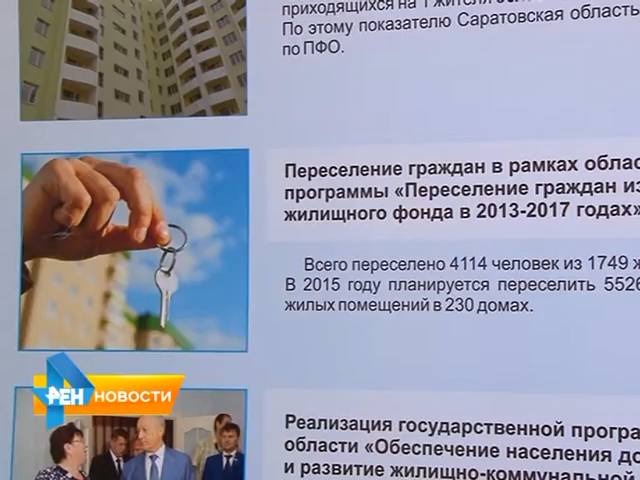 приходящихся на 1 жителя
По этому показателю Саратовская область
по ПФО.
Переселение граждан в рамках облас
программы «Переселение граждан из
жилищного фонда в 2013-2017 годах»
Всего переселено 4114 человек из 1749 ж
В 2015 году планируется переселить 5526
жилых помещений в 230 домах.
РЕН НОВОСТИ
Реализация государственной програ
области «Обеспечение населения до
и развитие жилищно-коммунальной